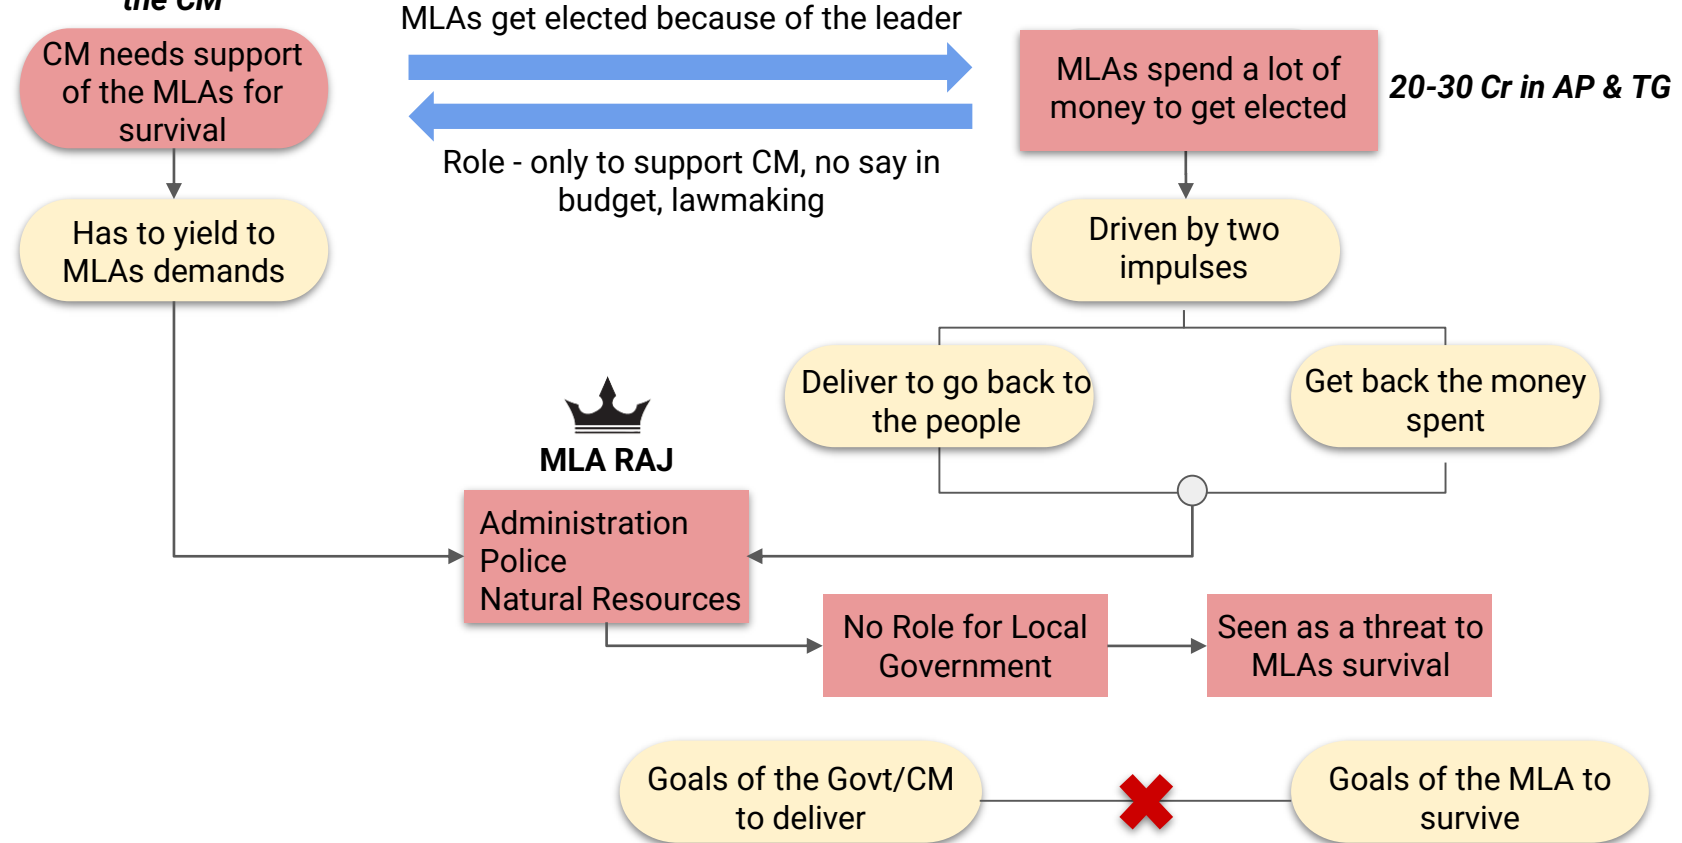 the CM
MLAs get elected because of the leader
CM needs support
of the MLAs for
survival
MLAs spend a lot of
money to get elected
20-30 Cr in AP & TG
Role - only to support CM, no say in
budget, lawmaking
Has to yield to
MLAs demands
Driven by two
impulses
Deliver to go back to
the people
Get back the money
spent
MLA RAJ
Administration
Police
Natural Resources
No Role for Local
Government
Seen as a threat to
MLAs survival
Goals of the Govt/CM
to deliver
Goals of the MLA to
survive